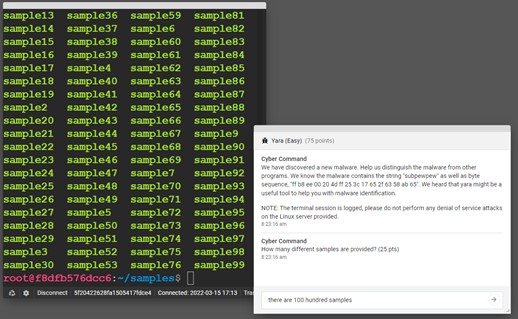 sample13 sample36 sample59 sample81
sample14 sample37 sample6 sample82
sample15 sample38 sample60 sample83
sample16 sample39 sample61 sample84
sample17 sample4 sample62 sample85
sample18 sample40 sample63 sample86
sample19 sample41 sample64 sample87
sample2 sample42 sample65 sample88
sample20 sample43 sample66 sample89
sample21 sample44 sample67 sample9
sample22 sample45 sample68 sample90
sample23 sample46 sample69 sample91
sample24 sample47 sample7 sample92
sample25 sample48 sample70 sample93
sample26 sample49 sample71 sample94
sample27 sample5 sample72 sample95
sample28 sample50 sample73 sample96
sample29 sample51 sample74 sample97
sample3 sample52 sample75 sample98
sample30 sample53 sample76 sample99
root@f8dfb576dcc6:~/samples$
Disconnect 5f20422628fa1505417fdce4 Connected: 2022-03-15 17:13
Yara (Easy) (75 points)
Cyber Command
We have discovered a new malware. Help us distinguish the malware from other
programs. We know the malware contains the string "subpewpew" as well as byte
sequence, "ff b8 ee 00 20 4d ff 25 3c 17 65 2f 63 58 ab 65". We heard that yara might be a
useful tool to help you with malware identification.
NOTE: The terminal session is logged, please do not perform any denial of service attacks
on the Linux server provided.
8:23:16 am
Cyber Command
How many different samples are provided? (25 pts)
8:23:16 am
there are 100 hundred samples